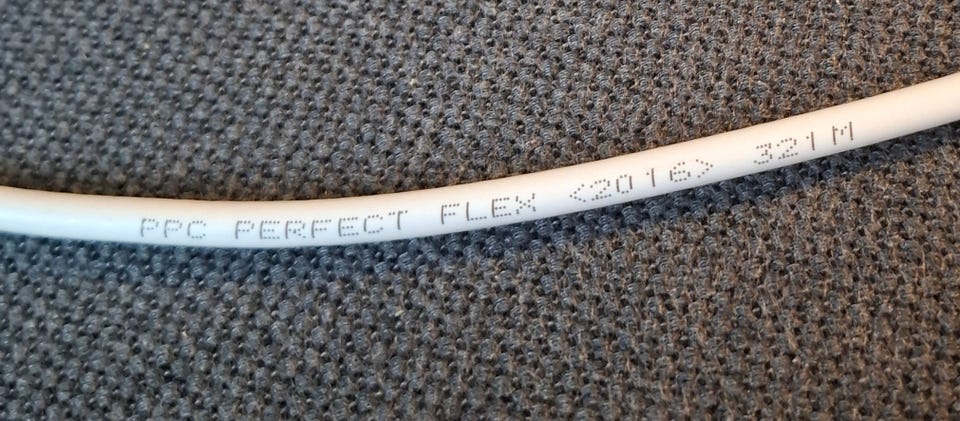 PPC PERFECT FLEX <2016> 321M